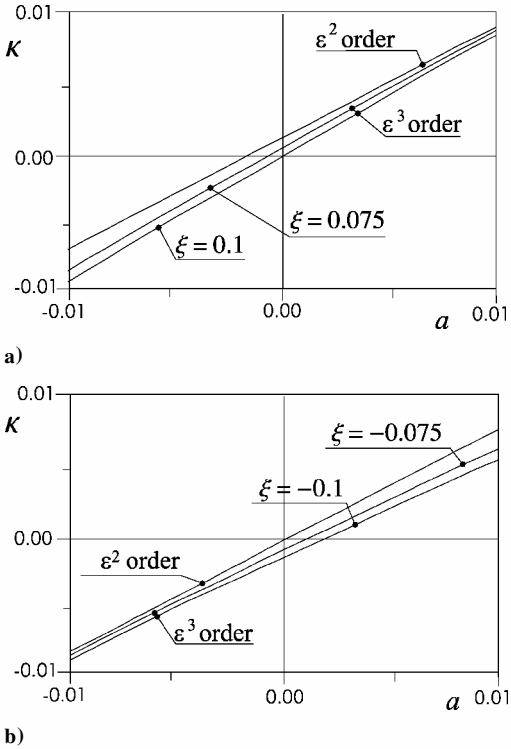 0.01
K
ε² order
0.00
ε³ order
ξ = 0.075
ξ = 0.1
-0.01
-0.01
0.00
0.01
a
a)
0.01
K
ξ = −0.075
ξ = −0.1
0.00
ε² order
ε³ order
-0.01
-0.01
0.00
0.01
a
b)